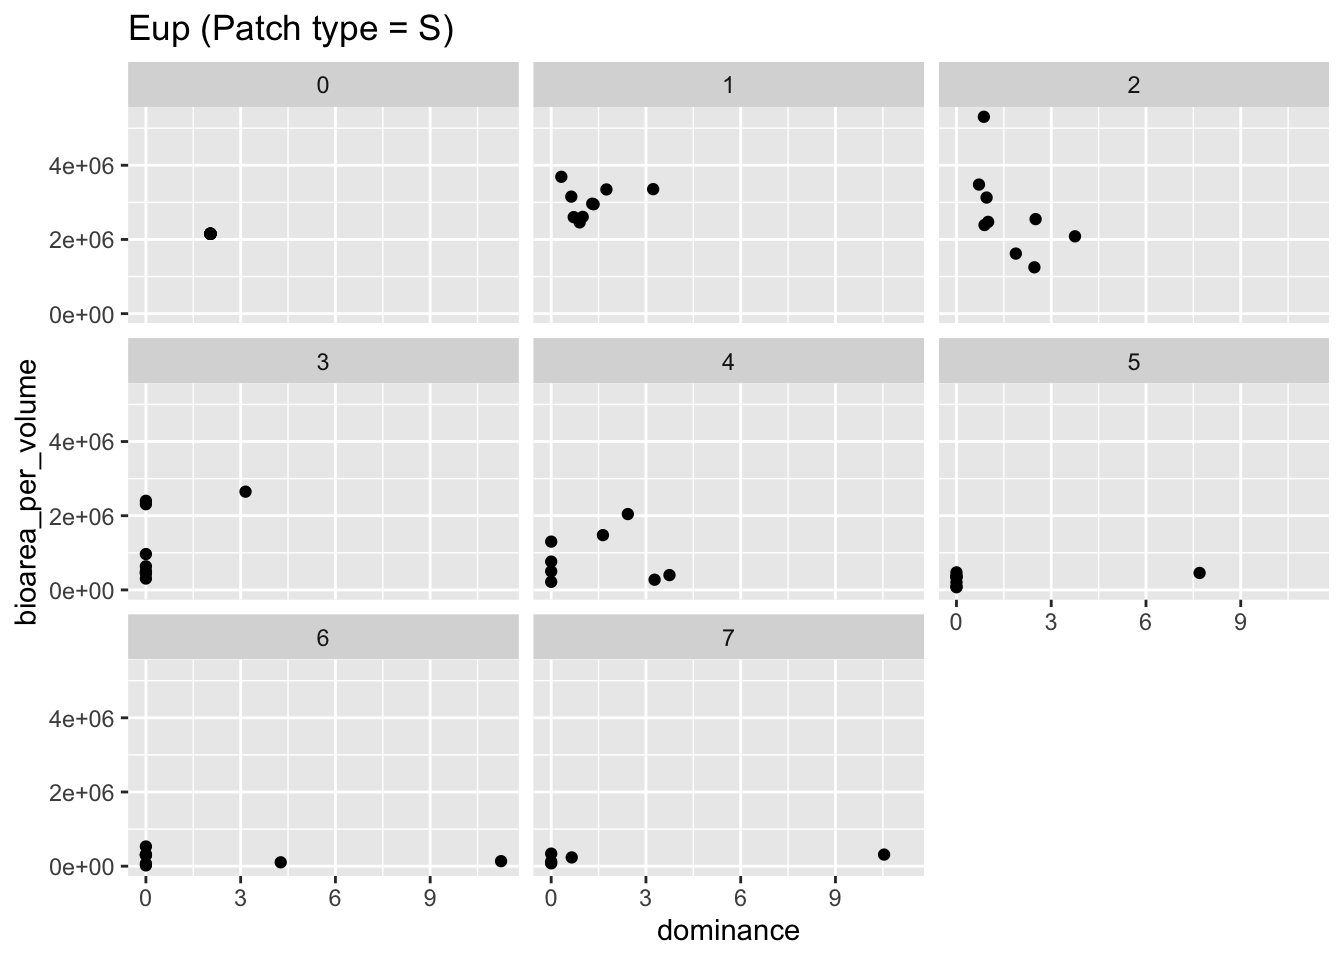 Eup (Patch type = S)
0 1 2
4e+06
2e+06
0e+00
3 4 5
bioarea_per_volume
4e+06
2e+06
0e+00
0 3 6 9
6 7
4e+06
2e+06
0e+00
0 3 6 9 0 3 6 9
dominance